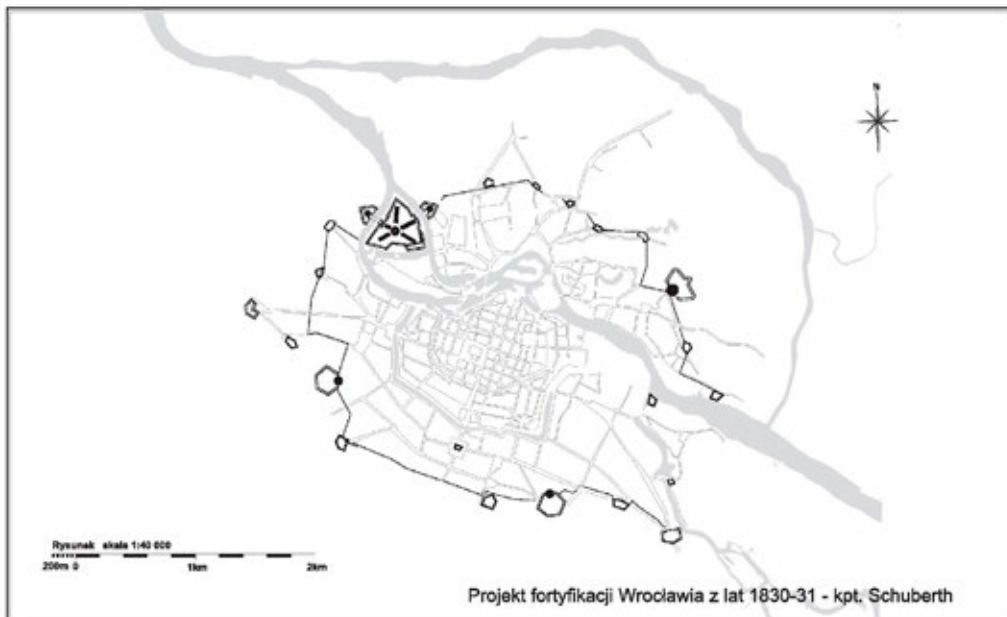 N
Rysunek skala 1:40 000
200m 0 1km 2km
Projekt fortyfikacji Wrocławia z lat 1830-31 - kpt. Schuberth